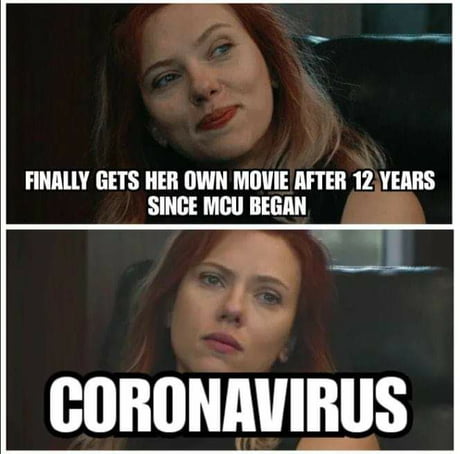 FINALLY GETS HER OWN MOVIE AFTER 12 YEARS
SINCE MCU BEGAN
CORONAVIRUS